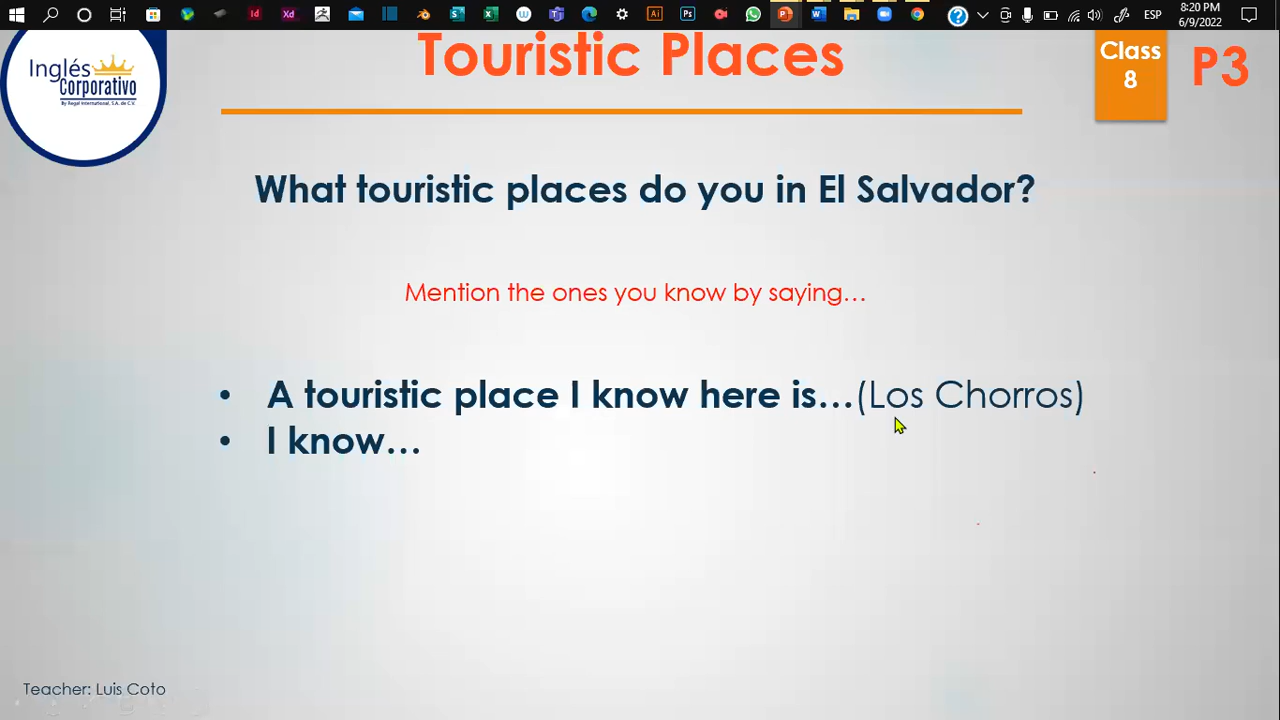 8:20 PM
ESP
6/9/2022
Inglés
Corporativo
By Regal International, S.A. de C.V.
Touristic Places
Class
8
P3
What touristic places do you in El Salvador?
Mention the ones you know by saying...
• A touristic place I know here is...(Los Chorros)
• I know...
Teacher: Luis Coto